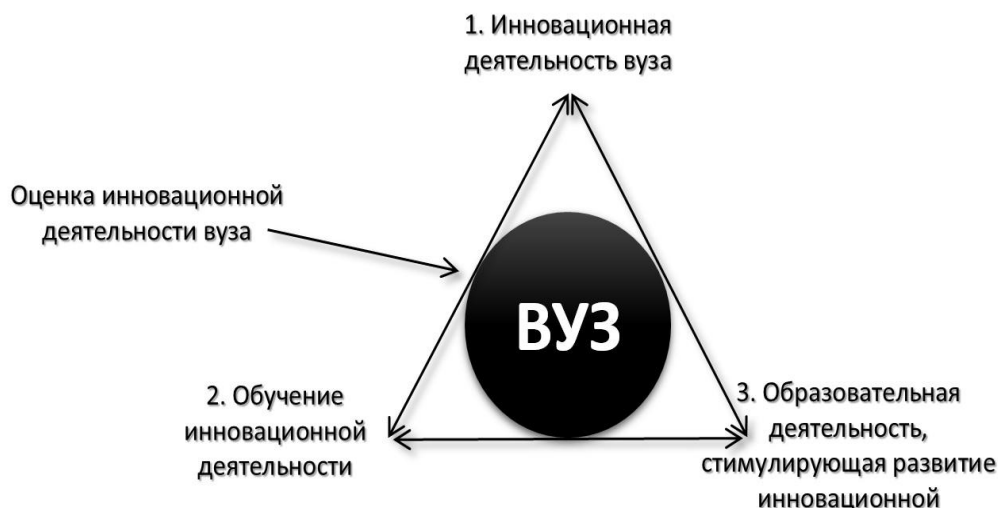 1. Инновационная
деятельность вуза
Оценка инновационной
деятельности вуза
ВУЗ
2. Обучение
инновационной
деятельности
3. Образовательная
деятельность,
стимулирующая развитие
инновационной